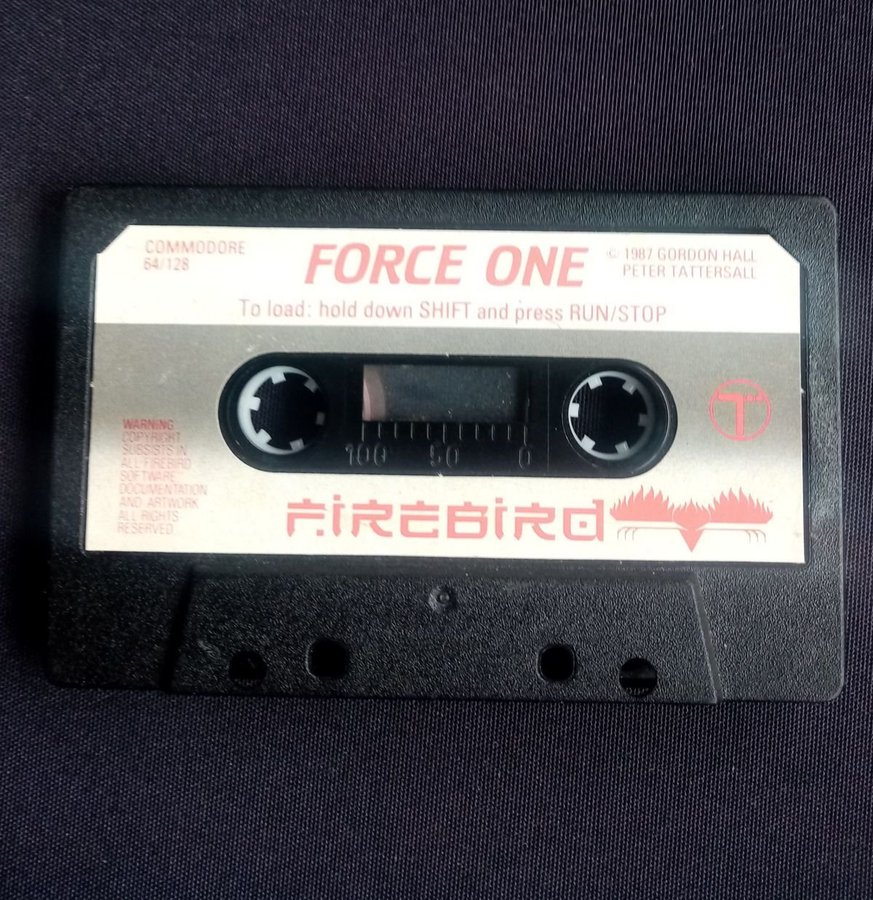 COMMODORE
64/128
FORCE ONE
© 1987 GORDON HALL
PETER TATTERSALL
To load: hold down SHIFT and press RUN/STOP
100 50 0
T
WARNING
COPYRIGHT
SUBSISTS IN
ALL FIREBIRD
SOFTWARE
DOCUMENTATION
AND ARTWORK
ALL RIGHTS
RESERVED
FIREBIRD